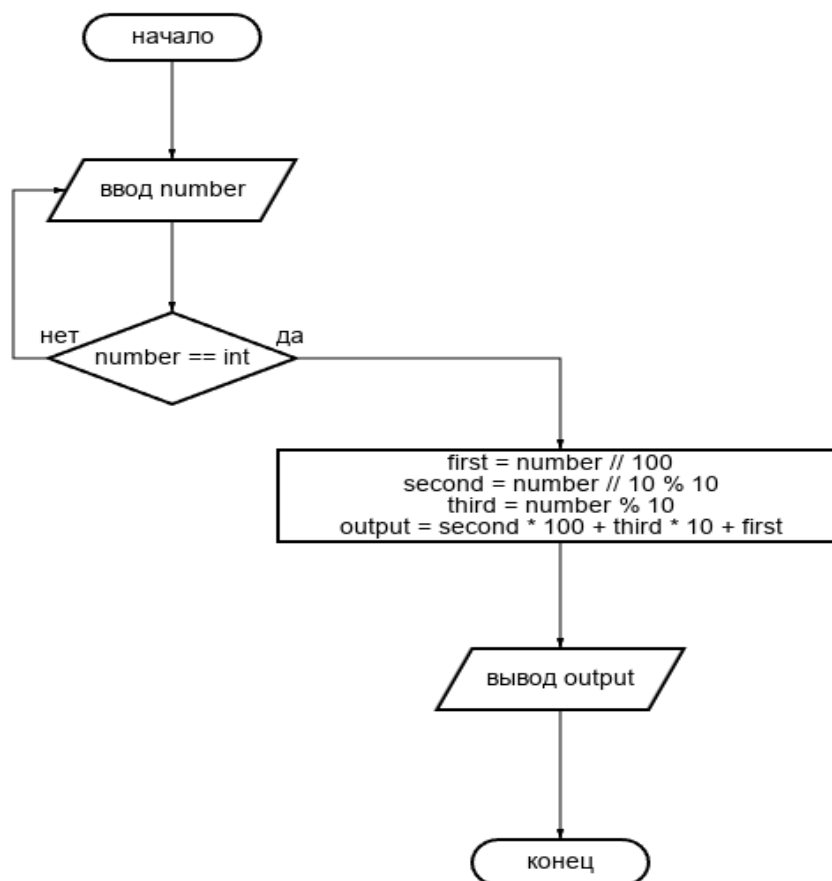 начало
ввод number
нет
да
number == int
first = number // 100
second = number // 10 % 10
third = number % 10
output = second * 100 + third * 10 + first
вывод output
конец